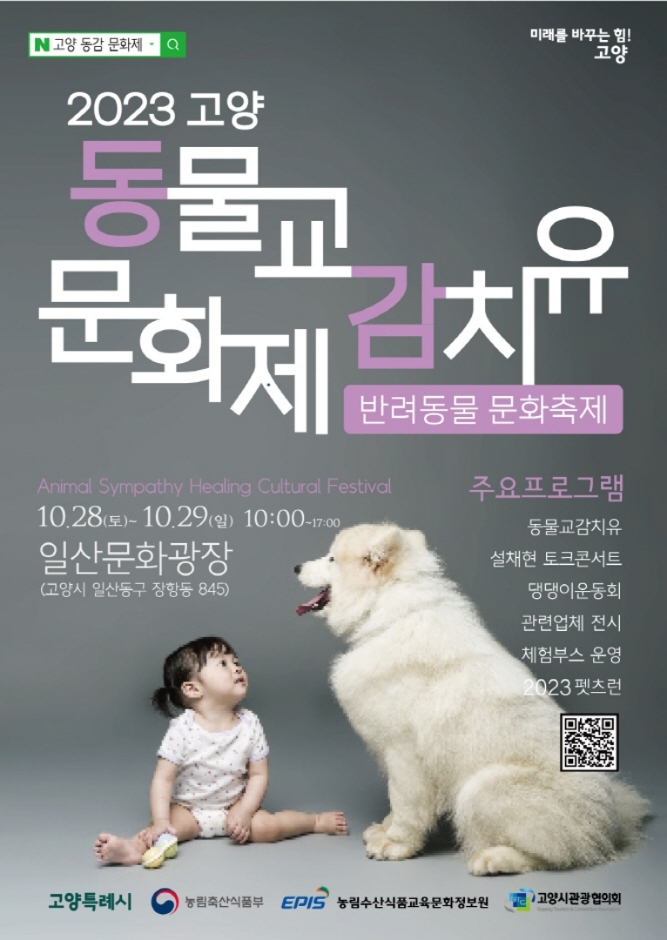 N 고양 동감 문화제
미래를 바꾸는 힘!
고양
2023 고양
동물교감치유
문화제
반려동물 문화축제
Animal Sympathy Healing Cultural Festival
10.28(토)~ 10.29(일) 10:00~17:00
일산문화광장
(고양시 일산동구 장항동 845)
주요프로그램
동물교감치유
설채현 토크콘서트
댕댕이운동회
관련업체 전시
체험부스 운영
2023 펫츠런
고양특례시
농림축산식품부
EPIS 농림수산식품교육문화정보원
고양시관광협의회